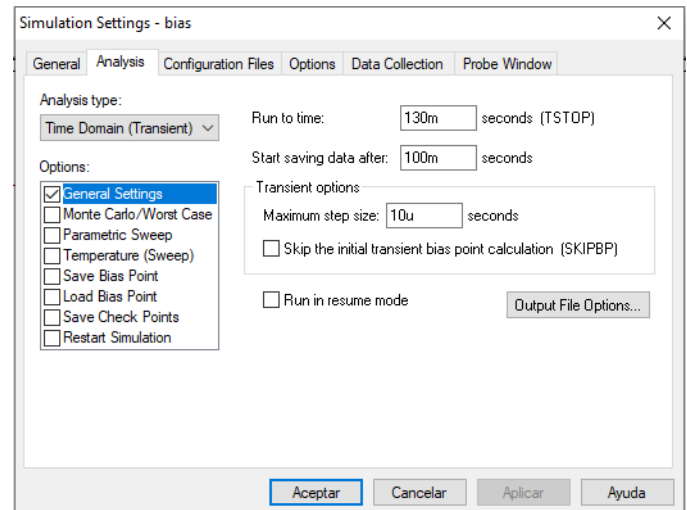 Simulation Settings - bias
General Analysis Configuration Files Options Data Collection Probe Window
Analysis type:
Time Domain (Transient)
Run to time: 130m seconds (TSTOP)
Start saving data after: 100m seconds
Options:
General Settings
Monte Carlo/Worst Case
Parametric Sweep
Temperature (Sweep)
Save Bias Point
Load Bias Point
Save Check Points
Restart Simulation
Transient options
Maximum step size: 10u seconds
Skip the initial transient bias point calculation (SKIPBP)
Run in resume mode
Output File Options...
Aceptar Cancelar Aplicar Ayuda